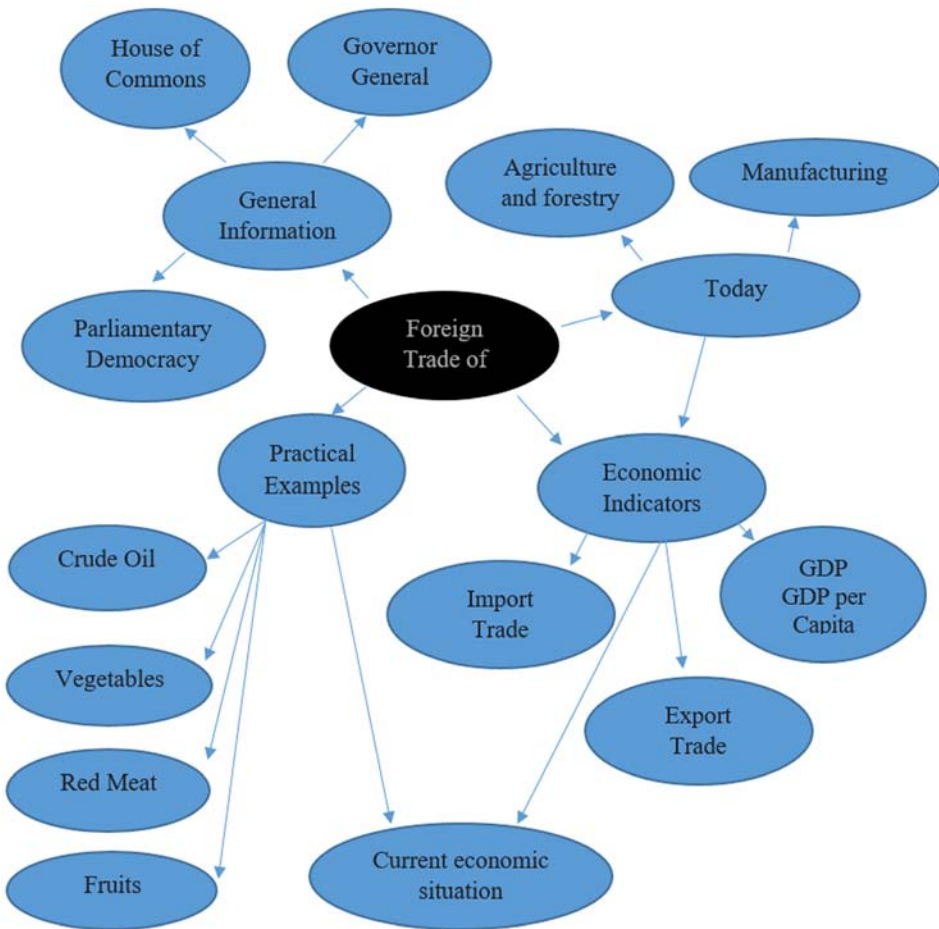 House of
Commons
Governor
General
Agriculture
and forestry
Manufacturing
General
Information
Today
Parliamentary
Democracy
Foreign
Trade of
Practical
Examples
Economic
Indicators
Crude Oil
GDP
GDP per
Capita
Import
Trade
Vegetables
Export
Trade
Red Meat
Current economic
situation
Fruits